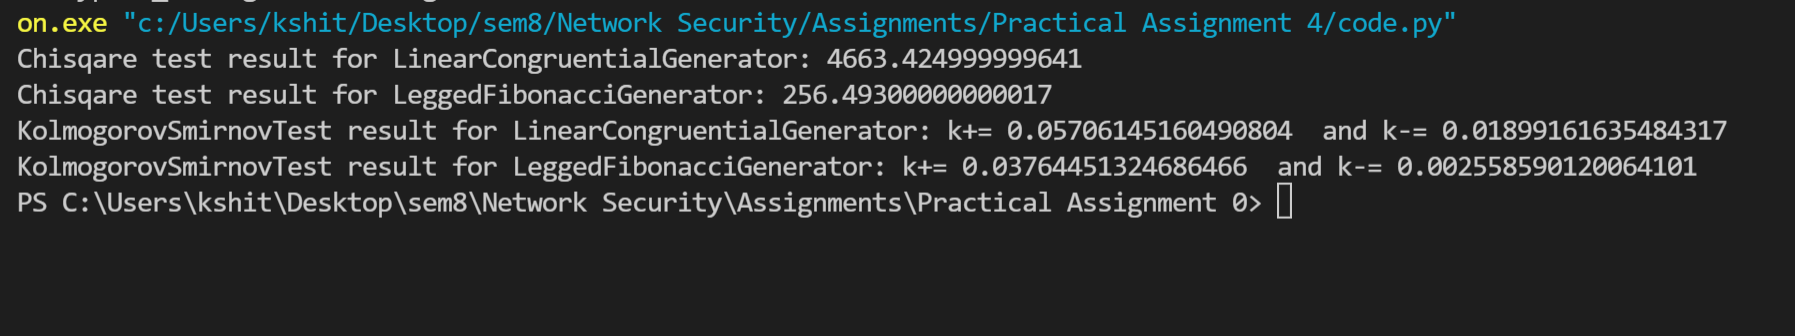 on.exe "c:/Users/kshit/Desktop/sem8/Network Security/Assignments/Practical Assignment 4/code.py"
Chisqare test result for LinearCongruentialGenerator: 4663.424999999641
Chisqare test result for LeggedFibonacciGenerator: 256.49300000000017
KolmogorovSmirnovTest result for LinearCongruentialGenerator: k+= 0.05706145160490804  and k-= 0.01899161635484317
KolmogorovSmirnovTest result for LeggedFibonacciGenerator: k+= 0.03764451324686466  and k-= 0.002558590120064101
PS C:\Users\kshit\Desktop\sem8\Network Security\Assignments\Practical Assignment 0>